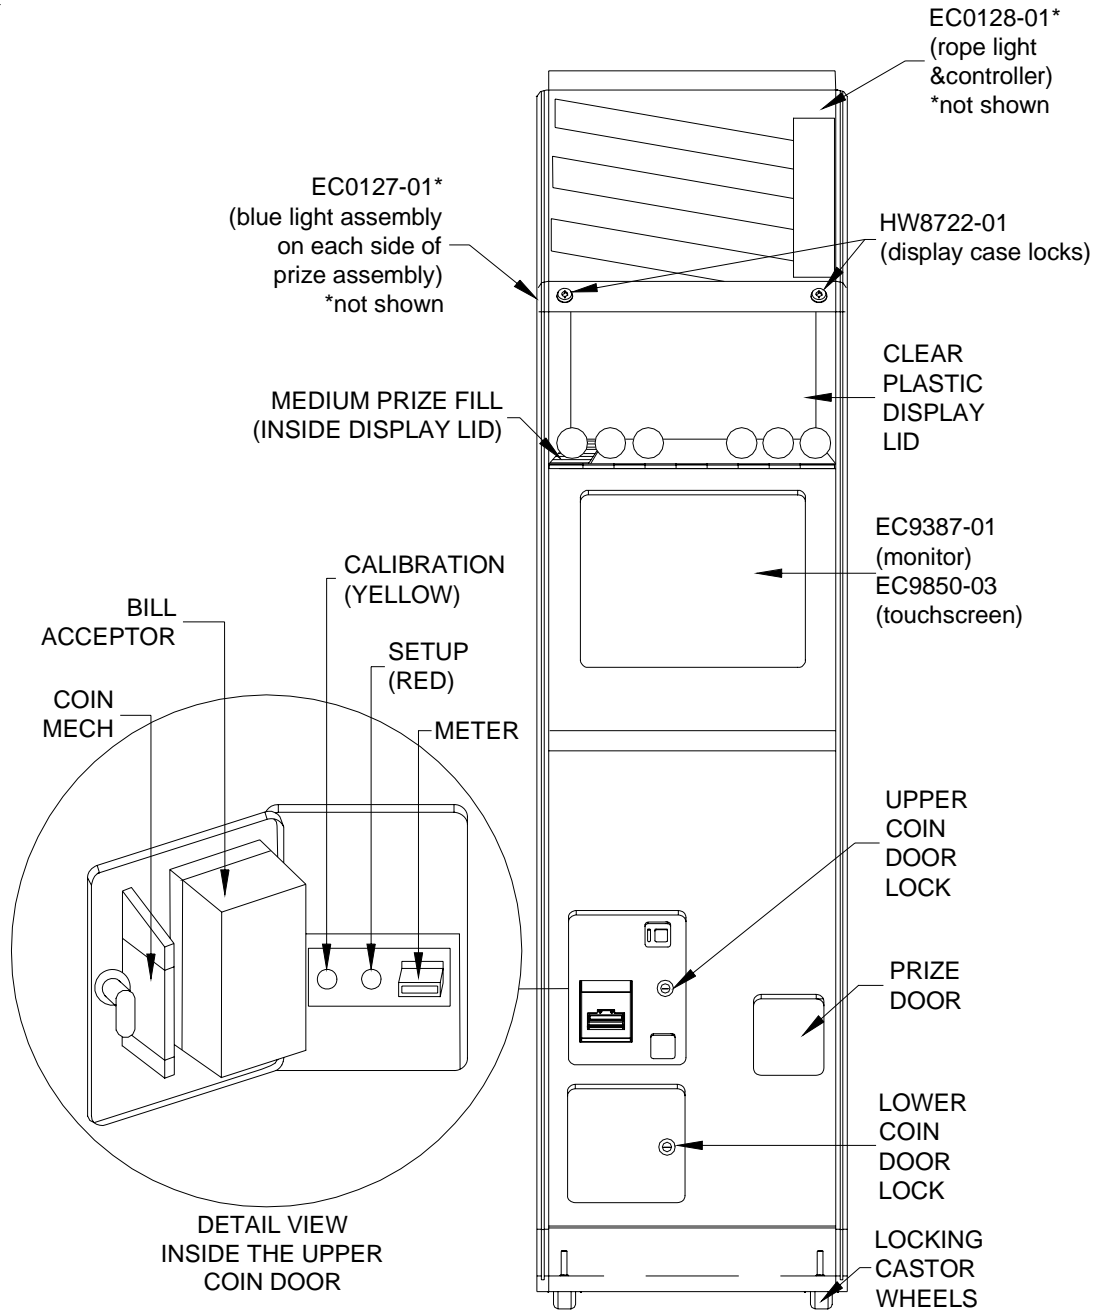 EC0128-01*
(rope light
&controller)
*not shown
EC0127-01*
(blue light assembly
on each side of
prize assembly)
*not shown
HW8722-01
(display case locks)
CLEAR
PLASTIC
DISPLAY
LID
MEDIUM PRIZE FILL
(INSIDE DISPLAY LID)
EC9387-01
(monitor)
EC9850-03
(touchscreen)
CALIBRATION
(YELLOW)
BILL
ACCEPTOR
SETUP
(RED)
COIN
MECH
METER
UPPER
COIN
DOOR
LOCK
PRIZE
DOOR
LOWER
COIN
DOOR
LOCK
DETAIL VIEW
INSIDE THE UPPER
COIN DOOR
LOCKING
CASTOR
WHEELS